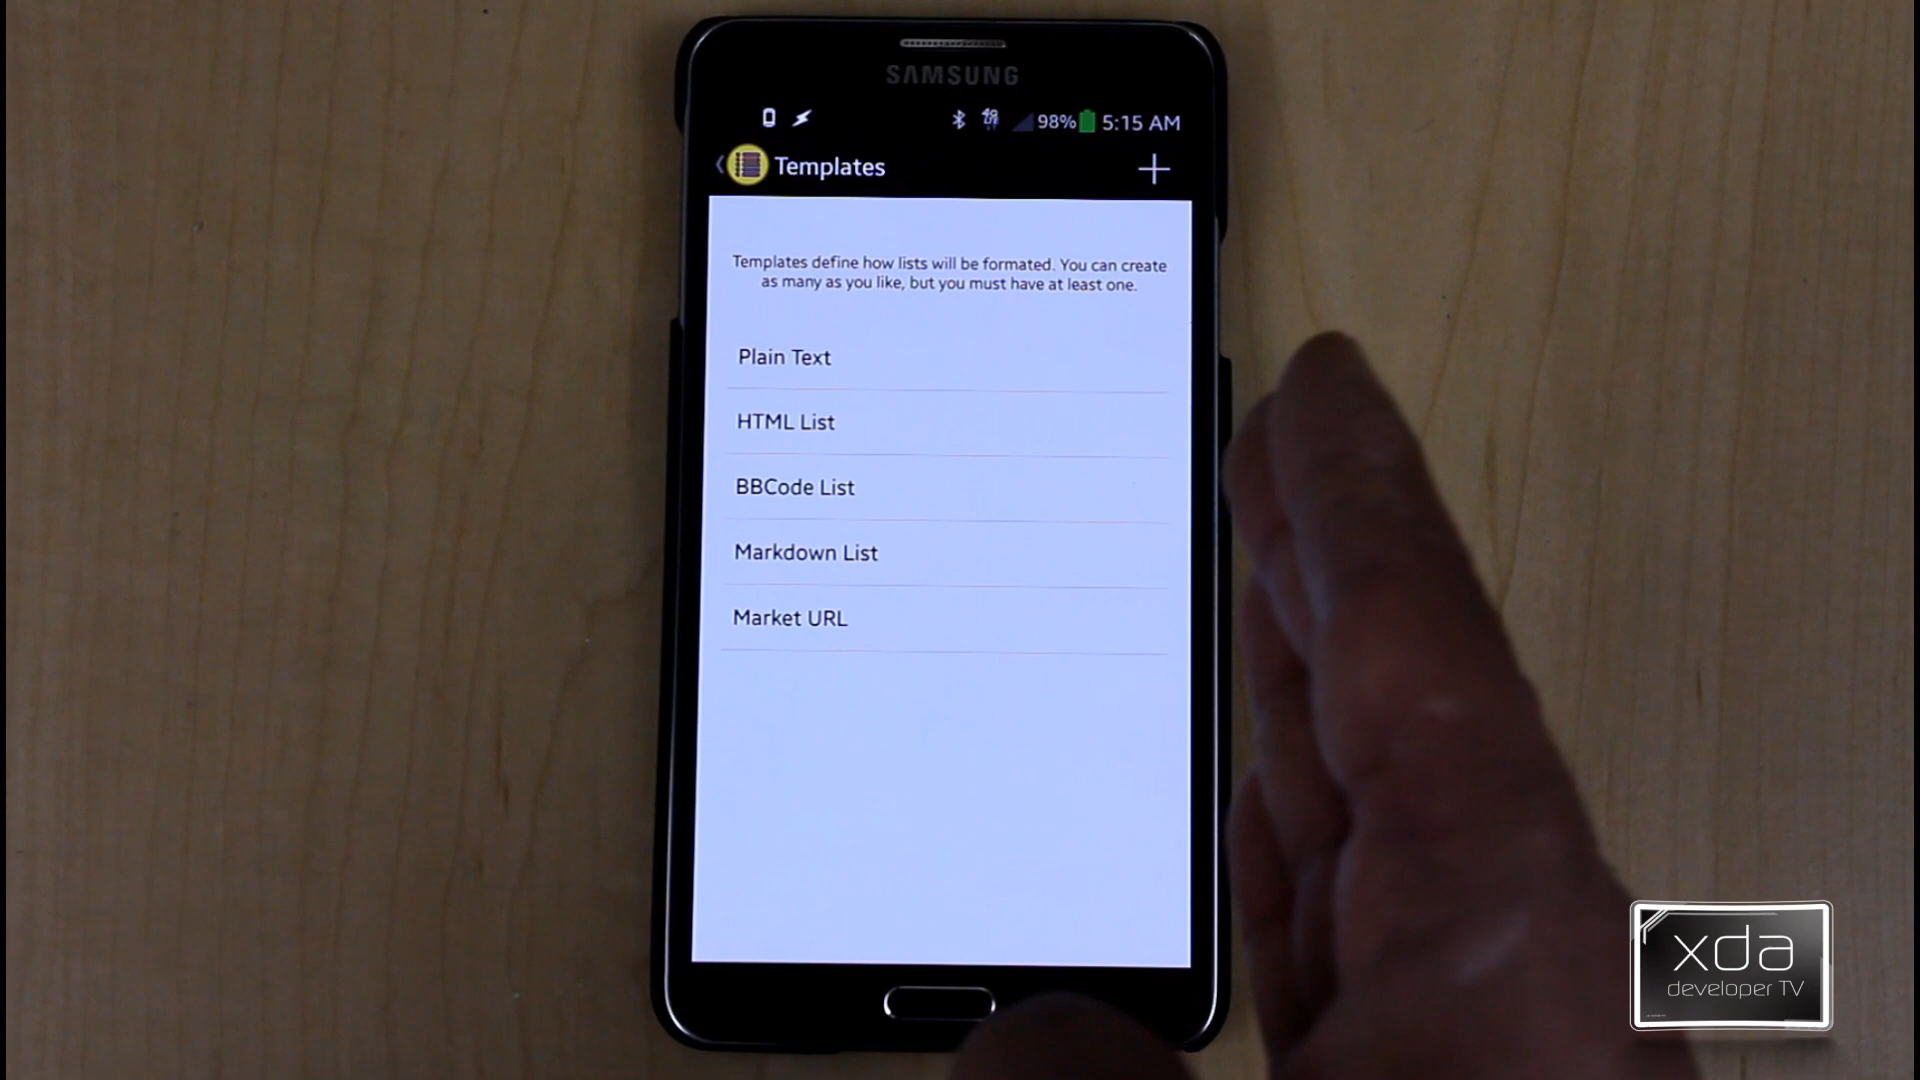 SAMSUNG
98% 5:15 AM
Templates
Templates define how lists will be formated. You can create
as many as you like, but you must have at least one.
Plain Text
HTML List
BBCode List
Markdown List
Market URL
xda
developer TV